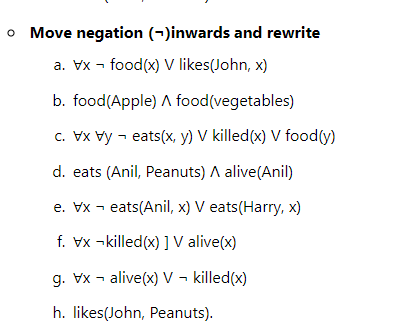 Move negation (¬)inwards and rewrite
a. ∀x ¬ food(x) V likes(John, x)
b. food(Apple) Λ food(vegetables)
c. ∀x ∀y ¬ eats(x, y) V killed(x) V food(y)
d. eats (Anil, Peanuts) Λ alive(Anil)
e. ∀x ¬ eats(Anil, x) V eats(Harry, x)
f. ∀x ¬killed(x) ] V alive(x)
g. ∀x ¬ alive(x) V ¬ killed(x)
h. likes(John, Peanuts).